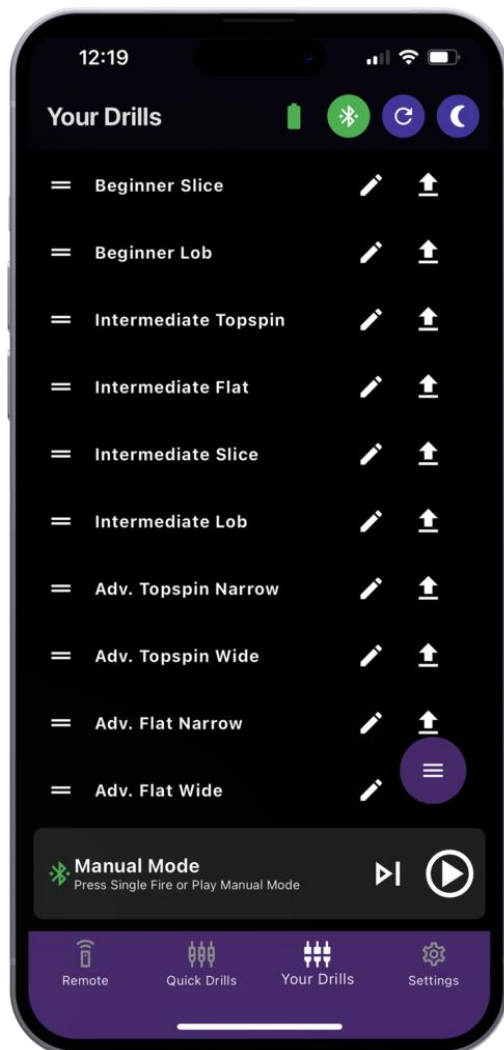 12:19
Your Drills
Beginner Slice
Beginner Lob
Intermediate Topspin
Intermediate Flat
Intermediate Slice
Intermediate Lob
Adv. Topspin Narrow
Adv. Topspin Wide
Adv. Flat Narrow
Adv. Flat Wide
Manual Mode
Press Single Fire or Play Manual Mode
Remote
Quick Drills
Your Drills
Settings